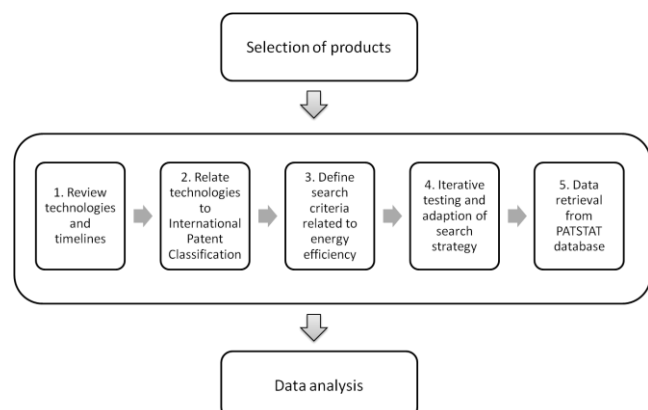 Selection of products
1. Review
technologies
and
timelines
2. Relate
technologies
to
International
Patent
Classification
3. Define
search
criteria
related to
energy
efficiency
4. Iterative
testing and
adaption of
search
strategy
5. Data
retrieval
from
PATSTAT
database
Data analysis